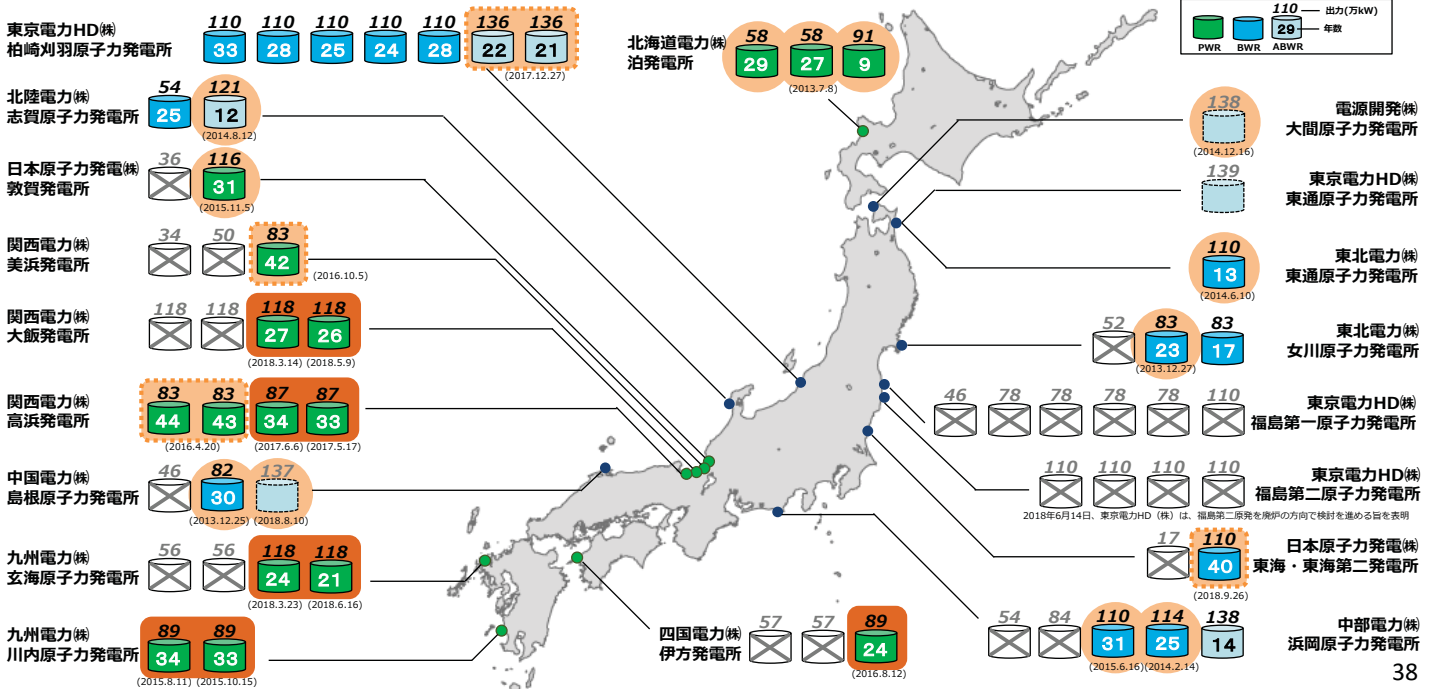 東京電力HD㈱
柏崎刈羽原子力発電所
110 110 110 110 110 136 136
33 28 25 24 28 22 21
(2017.12.27)
北陸電力㈱
志賀原子力発電所
54 121
25 12
(2014.8.12)
日本原子力発電㈱
敦賀発電所
36 116
31
(2015.11.5)
関西電力㈱
美浜発電所
34 50 83
42
(2016.10.5)
関西電力㈱
大飯発電所
118 118 118 118
27 26
(2018.3.14) (2018.5.9)
関西電力㈱
高浜発電所
83 83 87 87
44 43 34 33
(2016.4.20) (2017.6.6) (2017.5.17)
中国電力㈱
島根原子力発電所
46 82 137
30
(2013.12.25) (2018.8.10)
九州電力㈱
玄海原子力発電所
56 56 118 118
24 21
(2018.3.23) (2018.6.16)
九州電力㈱
川内原子力発電所
89 89
34 33
(2015.8.11) (2015.10.15)
北海道電力㈱
泊発電所
58 58 91
29 27 9
(2013.7.8)
四国電力㈱
伊方発電所
57 57 89
24
(2016.8.12)
110 出力(万kW)
29 年数
PWR BWR ABWR
138
電源開発㈱
大間原子力発電所
(2014.12.16)
139
東京電力HD㈱
東通原子力発電所
110
東北電力㈱
東通原子力発電所
13
(2014.6.10)
52 83 83
東北電力㈱
女川原子力発電所
23 17
(2013.12.27)
46 78 78 78 78 110
東京電力HD㈱
福島第一原子力発電所
110 110 110 110
東京電力HD㈱
福島第二原子力発電所
2018年6月14日、東京電力HD（株）は、福島第二原発を廃炉の方向で検討を進める旨を表明
17 110
日本原子力発電㈱
東海・東海第二発電所
40
(2018.9.26)
54 84 110 114 138
中部電力㈱
浜岡原子力発電所
31 25 14
(2015.6.16) (2014.2.14)
38